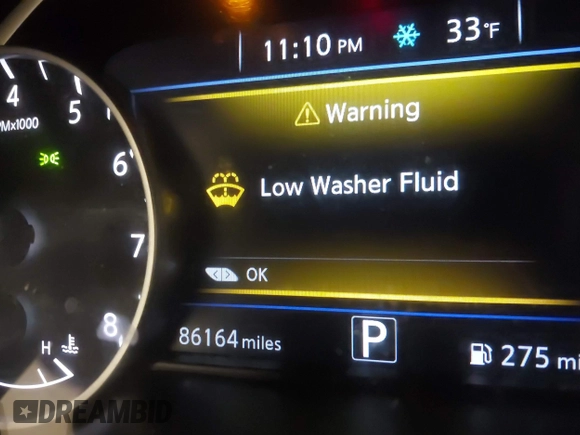 11:10 PM 33°F
4
5
PMx1000
6
7
8
H
Warning
Low Washer Fluid
OK
86164 miles P 275 mi
DREAMBID